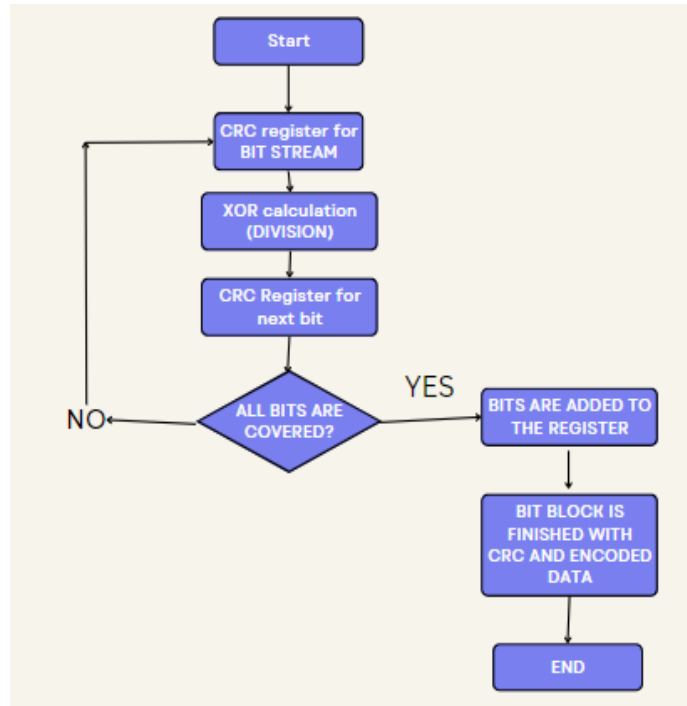 Start
CRC register for
BIT STREAM
XOR calculation
(DIVISION)
CRC Register for
next bit
ALL BITS ARE
COVERED?
NO
YES
BITS ARE ADDED TO
THE REGISTER
BIT BLOCK IS
FINISHED WITH
CRC AND ENCODED
DATA
END